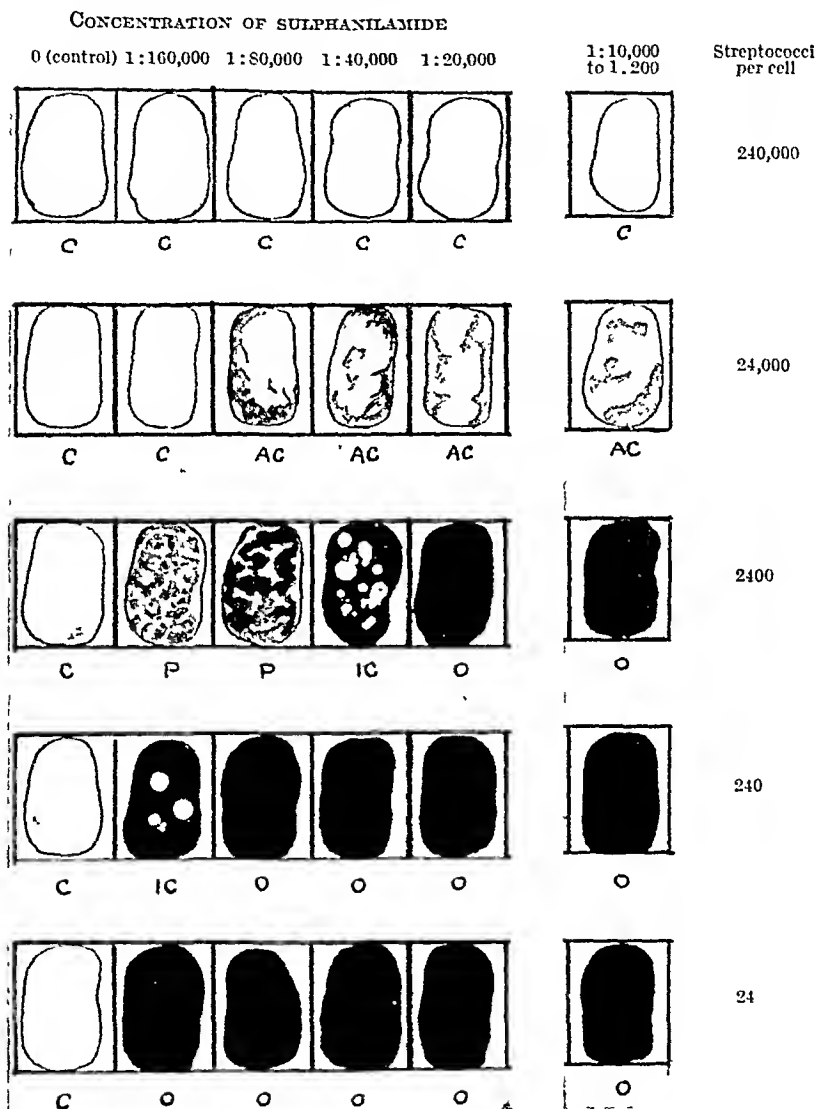 CONCENTRATION OF SULPHANILAMIDE
0 (control) 1:160,000 1:80,000 1:40,000 1:20,000 1:10,000 to 1.200 Streptococci per cell
240,000
C G C C C C
24,000
C C AC AC AC AC
2400
C P P IC O O
240
C IC O O O O
24
C O O O O O